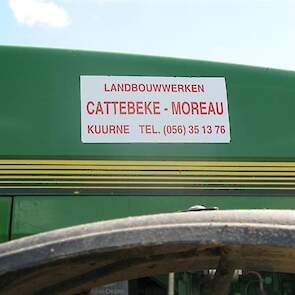 LANDBOUWWERKEN
CATTEBEKE - MOREAU
KUURNE TEL. (056) 35 13 76